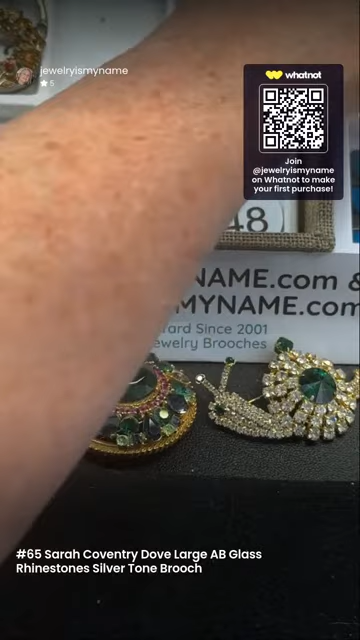 jewelryismyname
5
whatnot
Join
@jewelryismyname
on Whatnot to make
your first purchase!
48
NAME.com &
MYNAME.com
ard Since 2001
ewelry Brooches
#65 Sarah Coventry Dove Large AB Glass
Rhinestones Silver Tone Brooch